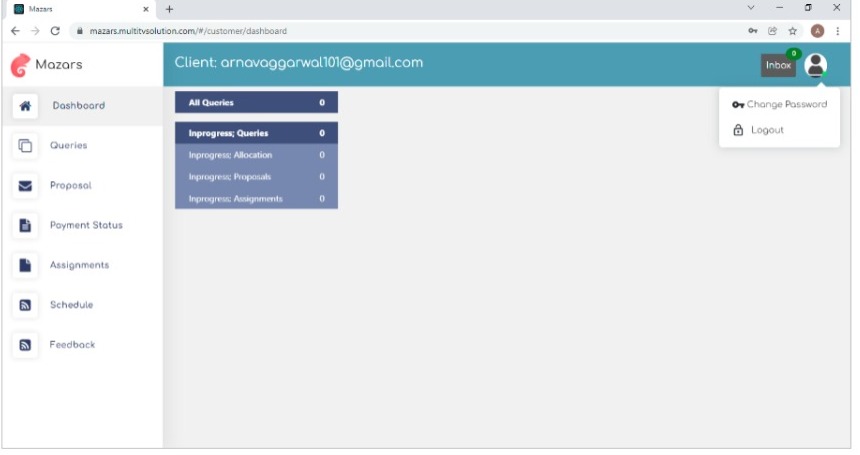 Mazars
mazars.multitvsolution.com/#/customer/dashboard
A
Mazars
Client: arnavaggarwal101@gmail.com
Inbox
0
Change Password
Logout
Dashboard
Queries
Proposal
Payment Status
Assignments
Schedule
Feedback
All Queries 0
Inprogress; Queries 0
Inprogress; Allocation 0
Inprogress; Proposals 0
Inprogress; Assignments 0